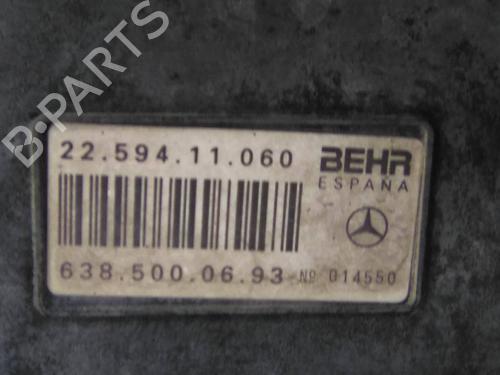 B-PARTS
22.594.11.060 BEHR
ESPAÑA
638.500.06.93 Nº 014550